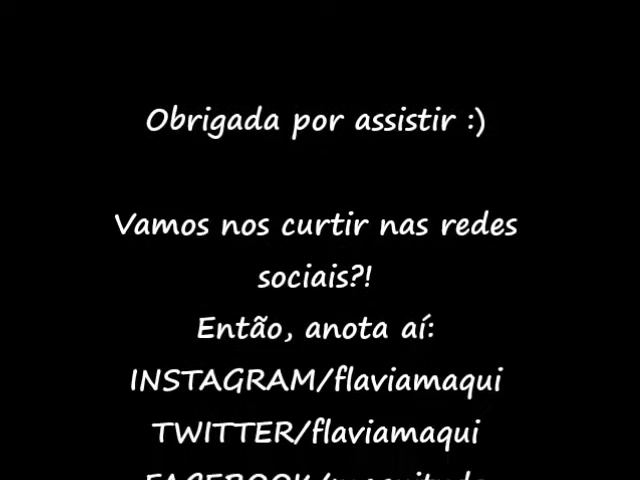 Obrigada por assistir :)
Vamos nos curtir nas redes
sociais?!
Então, anota aí:
INSTAGRAM/flaviamaqui
TWITTER/flaviamaqui